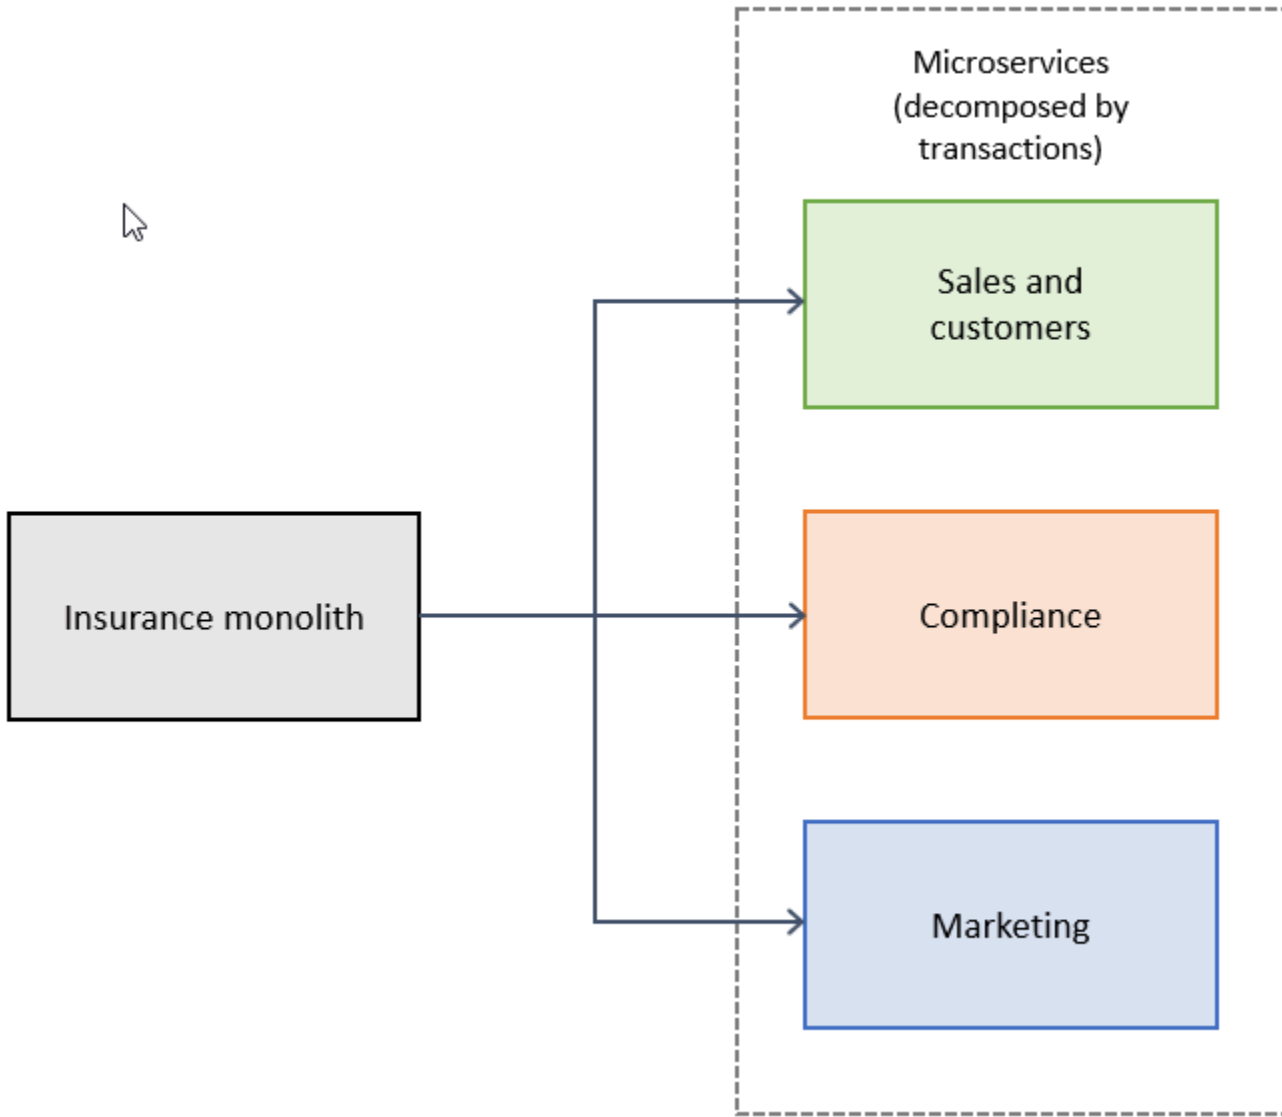 Microservices
(decomposed by
transactions)
Sales and
customers
Insurance monolith
Compliance
Marketing